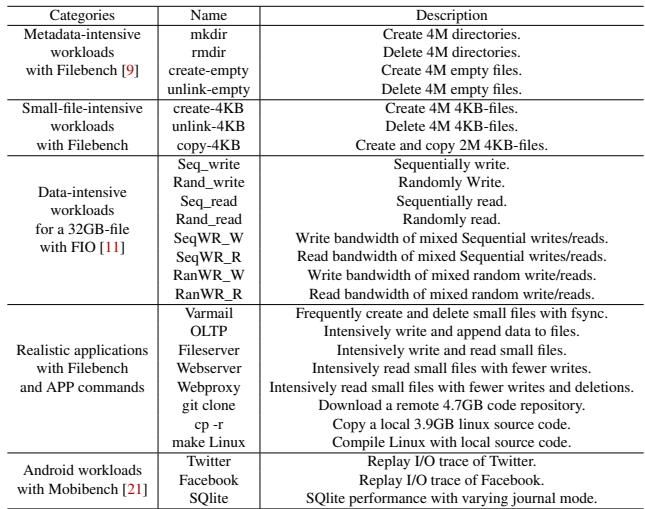 Categories Name Description
Metadata-intensive mkdir Create 4M directories.
workloads rmdir Delete 4M directories.
with Filebench [9] create-empty Create 4M empty files.
unlink-empty Delete 4M empty files.
Small-file-intensive create-4KB Create 4M 4KB-files.
workloads unlink-4KB Delete 4M 4KB-files.
with Filebench copy-4KB Create and copy 2M 4KB-files.
Seq_write Sequentially write.
Data-intensive Rand_write Randomly Write.
workloads Seq_read Sequentially read.
for a 32GB-file Rand_read Randomly read.
with FIO [11] SeqWR_W Write bandwidth of mixed Sequential writes/reads.
SeqWR_R Read bandwidth of mixed Sequential writes/reads.
RanWR_W Write bandwidth of mixed random write/reads.
RanWR_R Read bandwidth of mixed random write/reads.
Varmail Frequently create and delete small files with fsync.
OLTP Intensively write and append data to files.
Realistic applications Fileserver Intensively write and read small files.
with Filebench Webserver Intensively read small files with fewer writes.
and APP commands Webproxy Intensively read small files with fewer writes and deletions.
git clone Download a remote 4.7GB code repository.
cp -r Copy a local 3.9GB linux source code.
make Linux Compile Linux with local source code.
Android workloads Twitter Replay I/O trace of Twitter.
with Mobibench [21] Facebook Replay I/O trace of Facebook.
SQlite SQlite performance with varying journal mode.